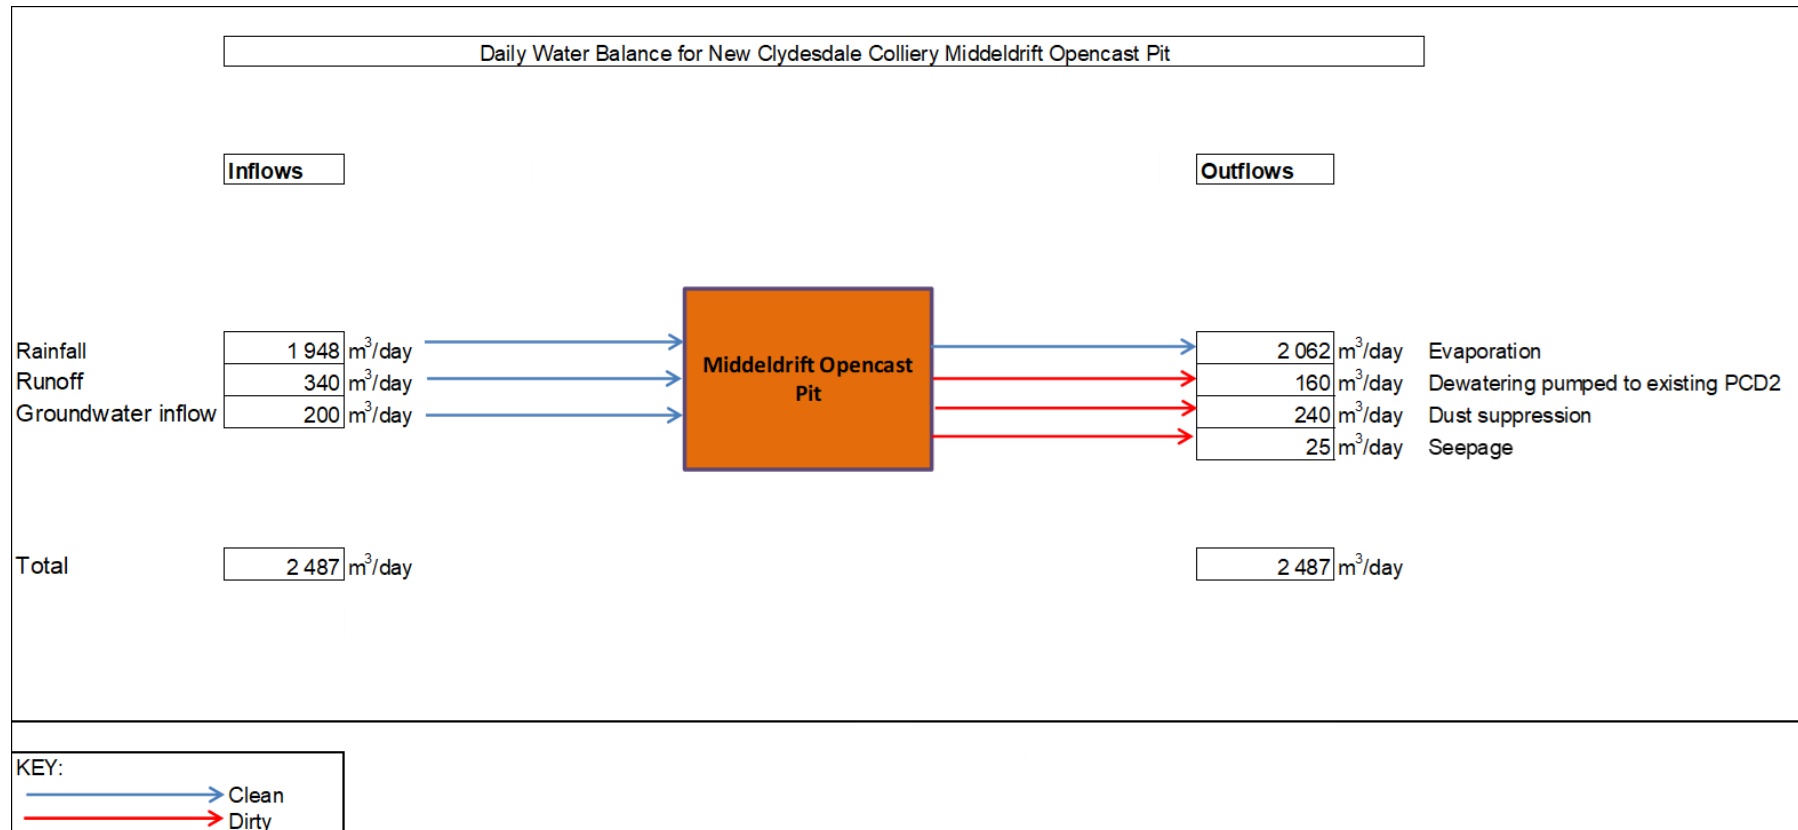 Daily Water Balance for New Clydesdale Colliery Middeldrift Opencast Pit
Inflows
Outflows
Rainfall 1 948 m³/day
Runoff 340 m³/day
Groundwater inflow 200 m³/day
Middeldrift Opencast
Pit
2 062 m³/day Evaporation
160 m³/day Dewatering pumped to existing PCD2
240 m³/day Dust suppression
25 m³/day Seepage
Total 2 487 m³/day
2 487 m³/day
KEY:
Clean
Dirty